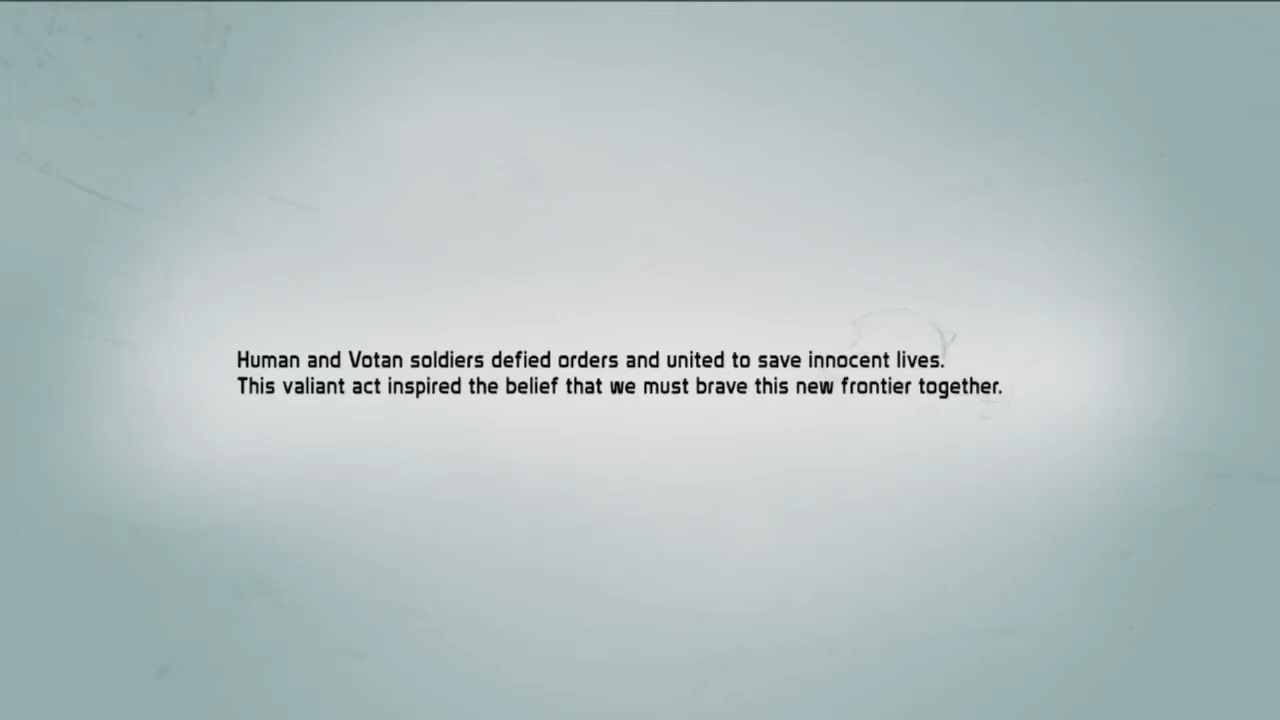 Human and Votan soldiers defied orders and united to save innocent lives.
This valiant act inspired the belief that we must brave this new frontier together.